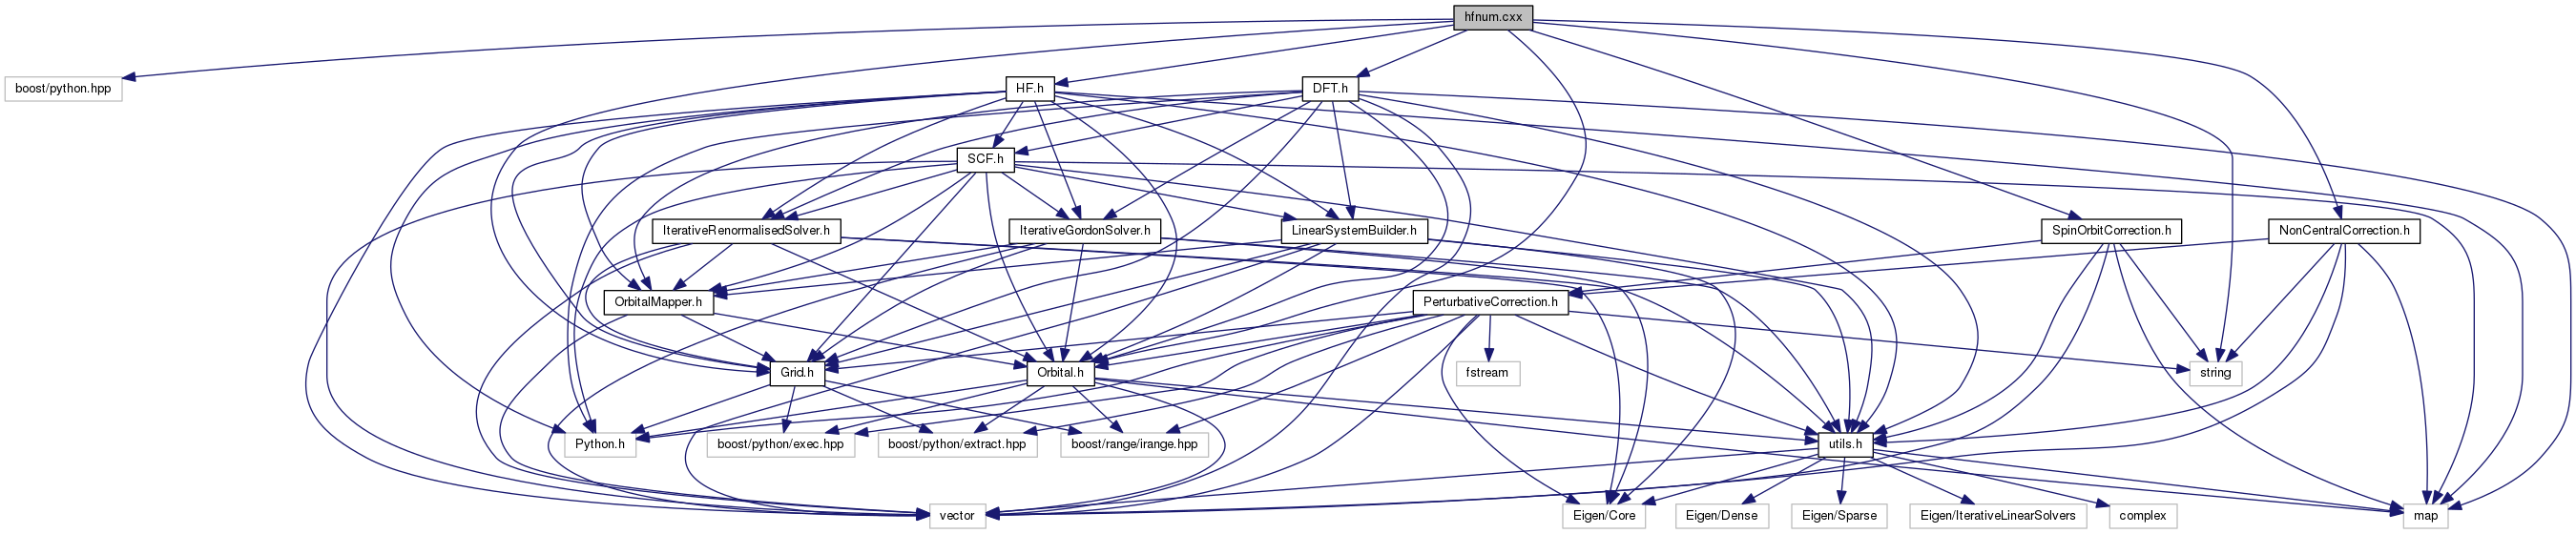 hfnum.cxx
boost/python.hpp
HF.h
DFT.h
SCF.h
IterativeRenormalisedSolver.h
IterativeGordonSolver.h
LinearSystemBuilder.h
SpinOrbitCorrection.h
NonCentralCorrection.h
OrbitalMapper.h
PerturbativeCorrection.h
Grid.h
Orbital.h
fstream
string
Python.h
boost/python/exec.hpp
boost/python/extract.hpp
boost/range/irange.hpp
utils.h
vector
Eigen/Core
Eigen/Dense
Eigen/Sparse
Eigen/IterativeLinearSolvers
complex
map